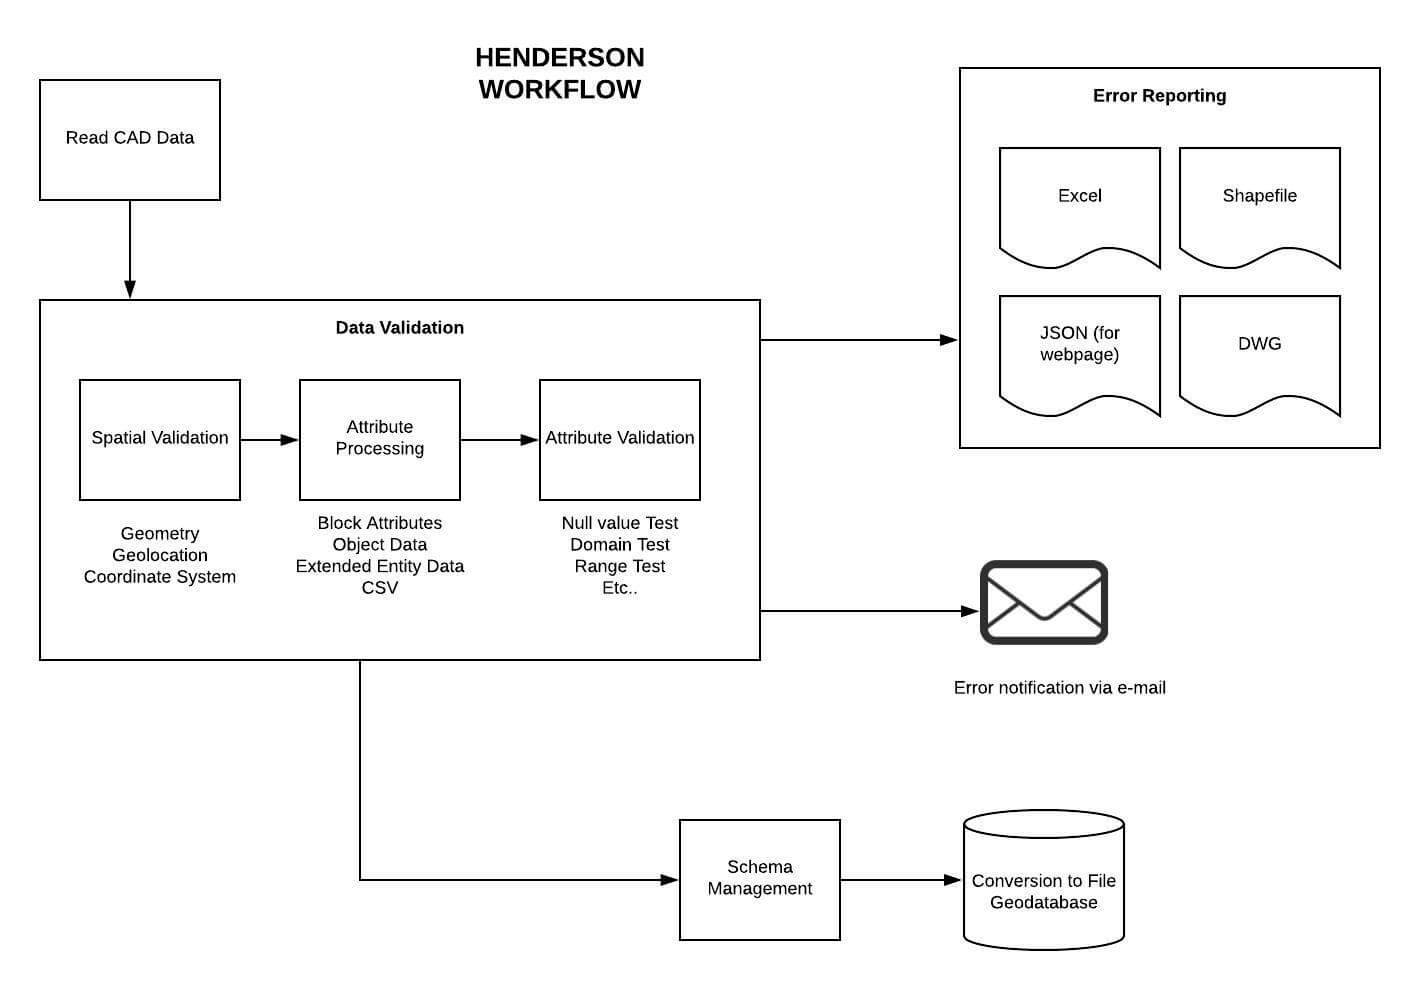 HENDERSON
WORKFLOW
Read CAD Data
Error Reporting
Excel
Shapefile
JSON (for
webpage)
DWG
Data Validation
Spatial Validation
Geometry
Geolocation
Coordinate System
Attribute
Processing
Block Attributes
Object Data
Extended Entity Data
CSV
Attribute Validation
Null value Test
Domain Test
Range Test
Etc..
Error notification via e-mail
Schema
Management
Conversion to File
Geodatabase